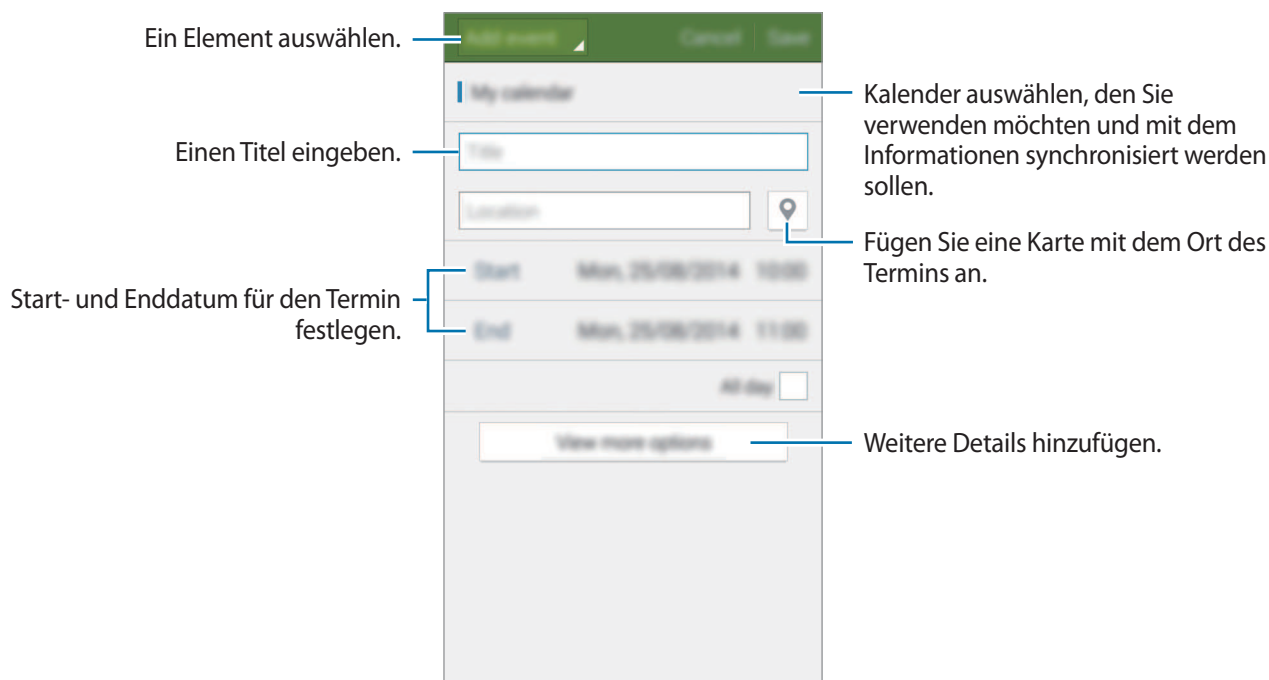 Ein Element auswählen.
Add event
Cancel
Save
My calendar
Kalender auswählen, den Sie
verwenden möchten und mit dem
Informationen synchronisiert werden
sollen.
Einen Titel eingeben.
Title
Location
Fügen Sie eine Karte mit dem Ort des
Termins an.
Start- und Enddatum für den Termin
festlegen.
Start Mon, 25/08/2014 10:00
End Mon, 25/08/2014 11:00
All day
View more options
Weitere Details hinzufügen.